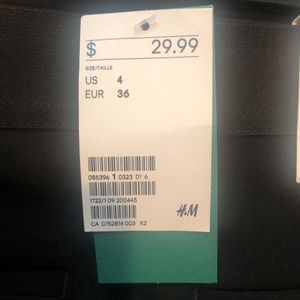 $ 29.99
SIZE/TAILLE
US 4
EUR 36
085396 1 0323 01 6
1722/1 09 200445
H&M
CA 0752814 003 X2